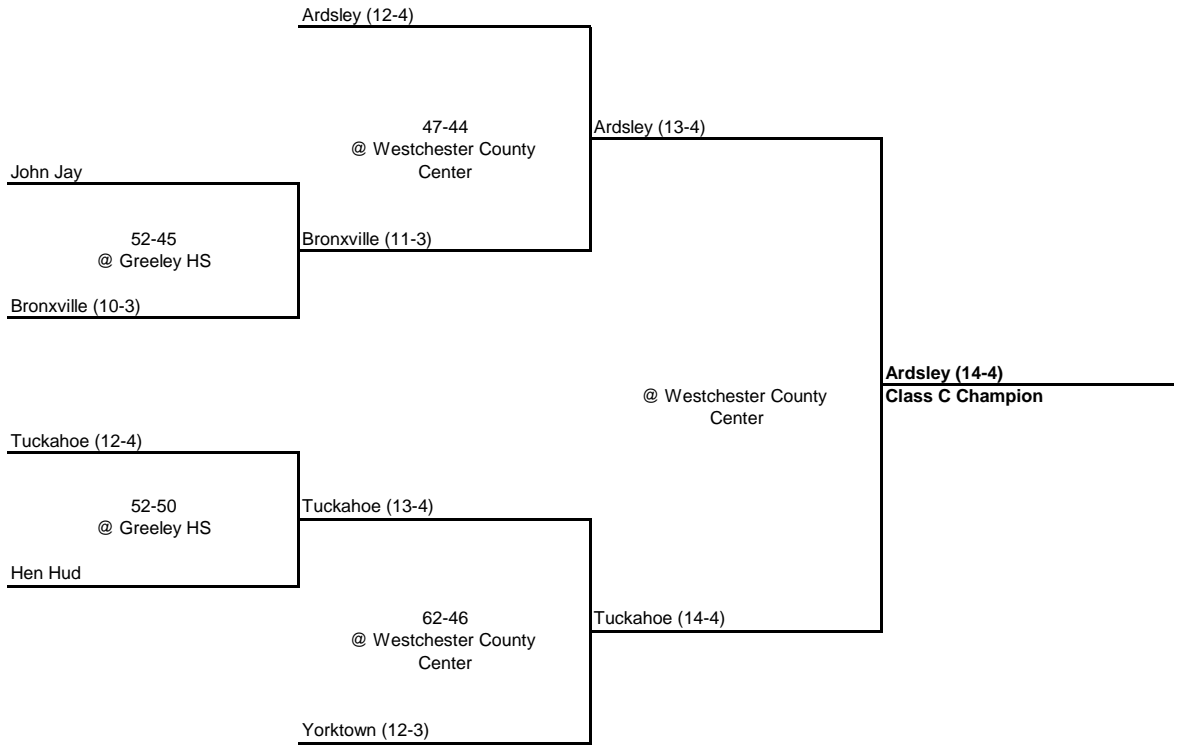 Ardsley (12-4)
47-44
@ Westchester County
Center
Ardsley (13-4)
John Jay
52-45
@ Greeley HS
Bronxville (11-3)
Bronxville (10-3)
@ Westchester County
Center
Ardsley (14-4)
Class C Champion
Tuckahoe (12-4)
52-50
@ Greeley HS
Tuckahoe (13-4)
Hen Hud
62-46
@ Westchester County
Center
Tuckahoe (14-4)
Yorktown (12-3)